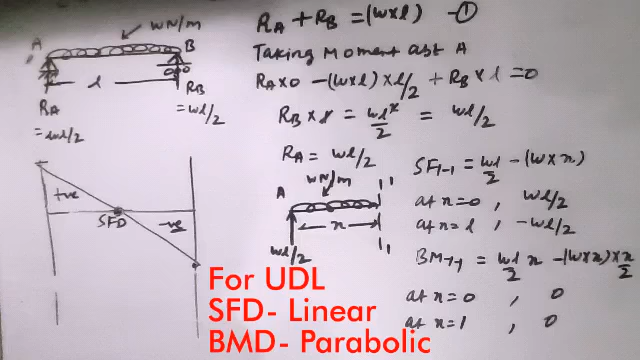 WN/m
A
B
l
RA
= wl/2
RB
= wl/2
RA + RB = (w×l) —①
Taking Moment abt A
RA×0 - (w×l)×l/2 + RB×l = 0
RB×l = wl²/2 = wl/2
RA = wl/2
WN/m
A
x
wl/2
1
1
SF1-1 = wl/2 - (w×x)
at x=0, wl/2
at x=l, -wl/2
BM1-1 = wl/2 x - (w×x)×x/2
at x=0, 0
at x=l, 0
+ve
SFD
-ve
For UDL
SFD- Linear
BMD- Parabolic